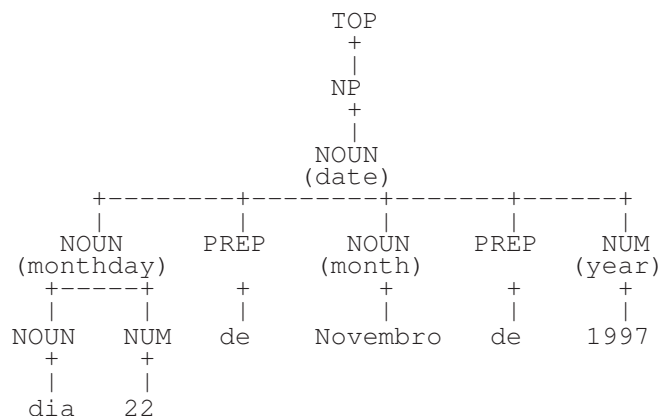 TOP
NP
NOUN
(date)
NOUN PREP NOUN PREP NUM
(monthday) (month) (year)
NOUN NUM de Novembro de 1997
dia 22